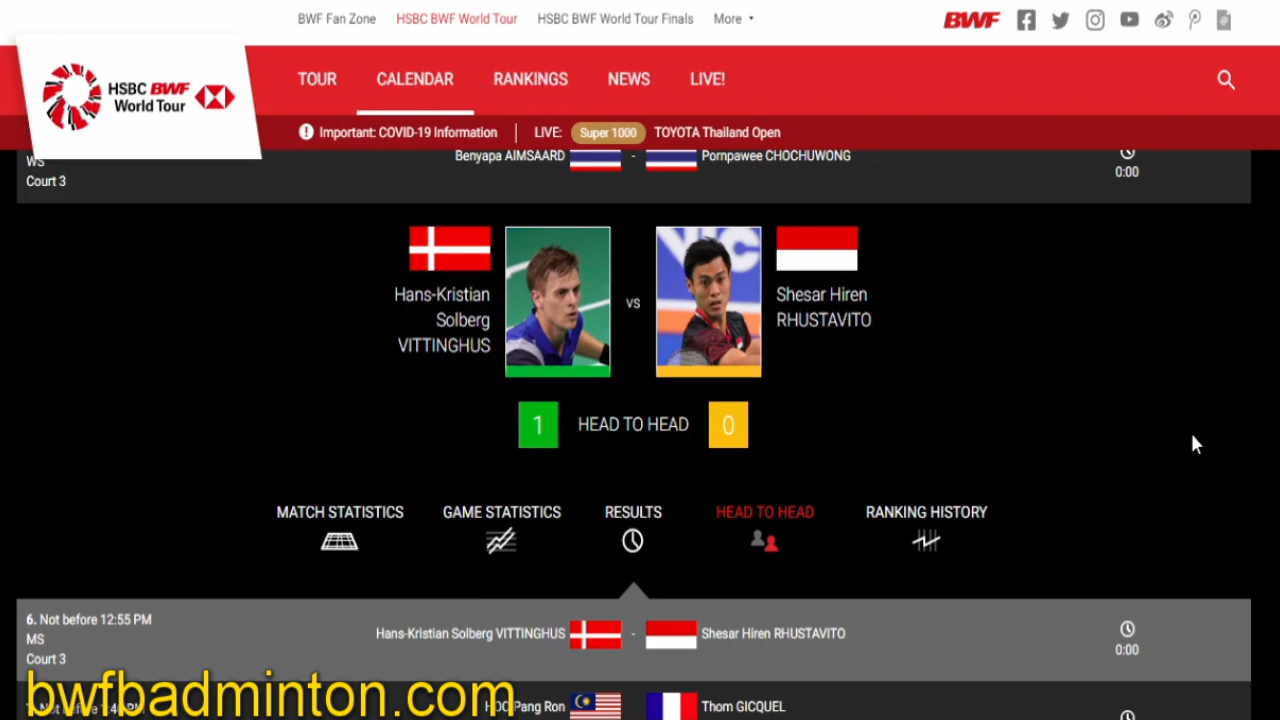 BWF Fan Zone HSBC BWF World Tour HSBC BWF World Tour Finals More BWF
HSBC BWF
World Tour
TOUR CALENDAR RANKINGS NEWS LIVE!
Important: COVID-19 Information LIVE: Super 1000 TOYOTA Thailand Open
WS
Court 3
Benyapa AIMSAARD - Pornpawee CHOCHUWONG
0:00
Hans-Kristian
Solberg
VITTINGHUS
vs
Shesar Hiren
RHUSTAVITO
1 HEAD TO HEAD 0
MATCH STATISTICS GAME STATISTICS RESULTS HEAD TO HEAD RANKING HISTORY
6. Not before 12:55 PM
MS
Court 3
Hans-Kristian Solberg VITTINGHUS - Shesar Hiren RHUSTAVITO
0:00
Pang Ron Thom GICQUEL
bwfbadminton.com